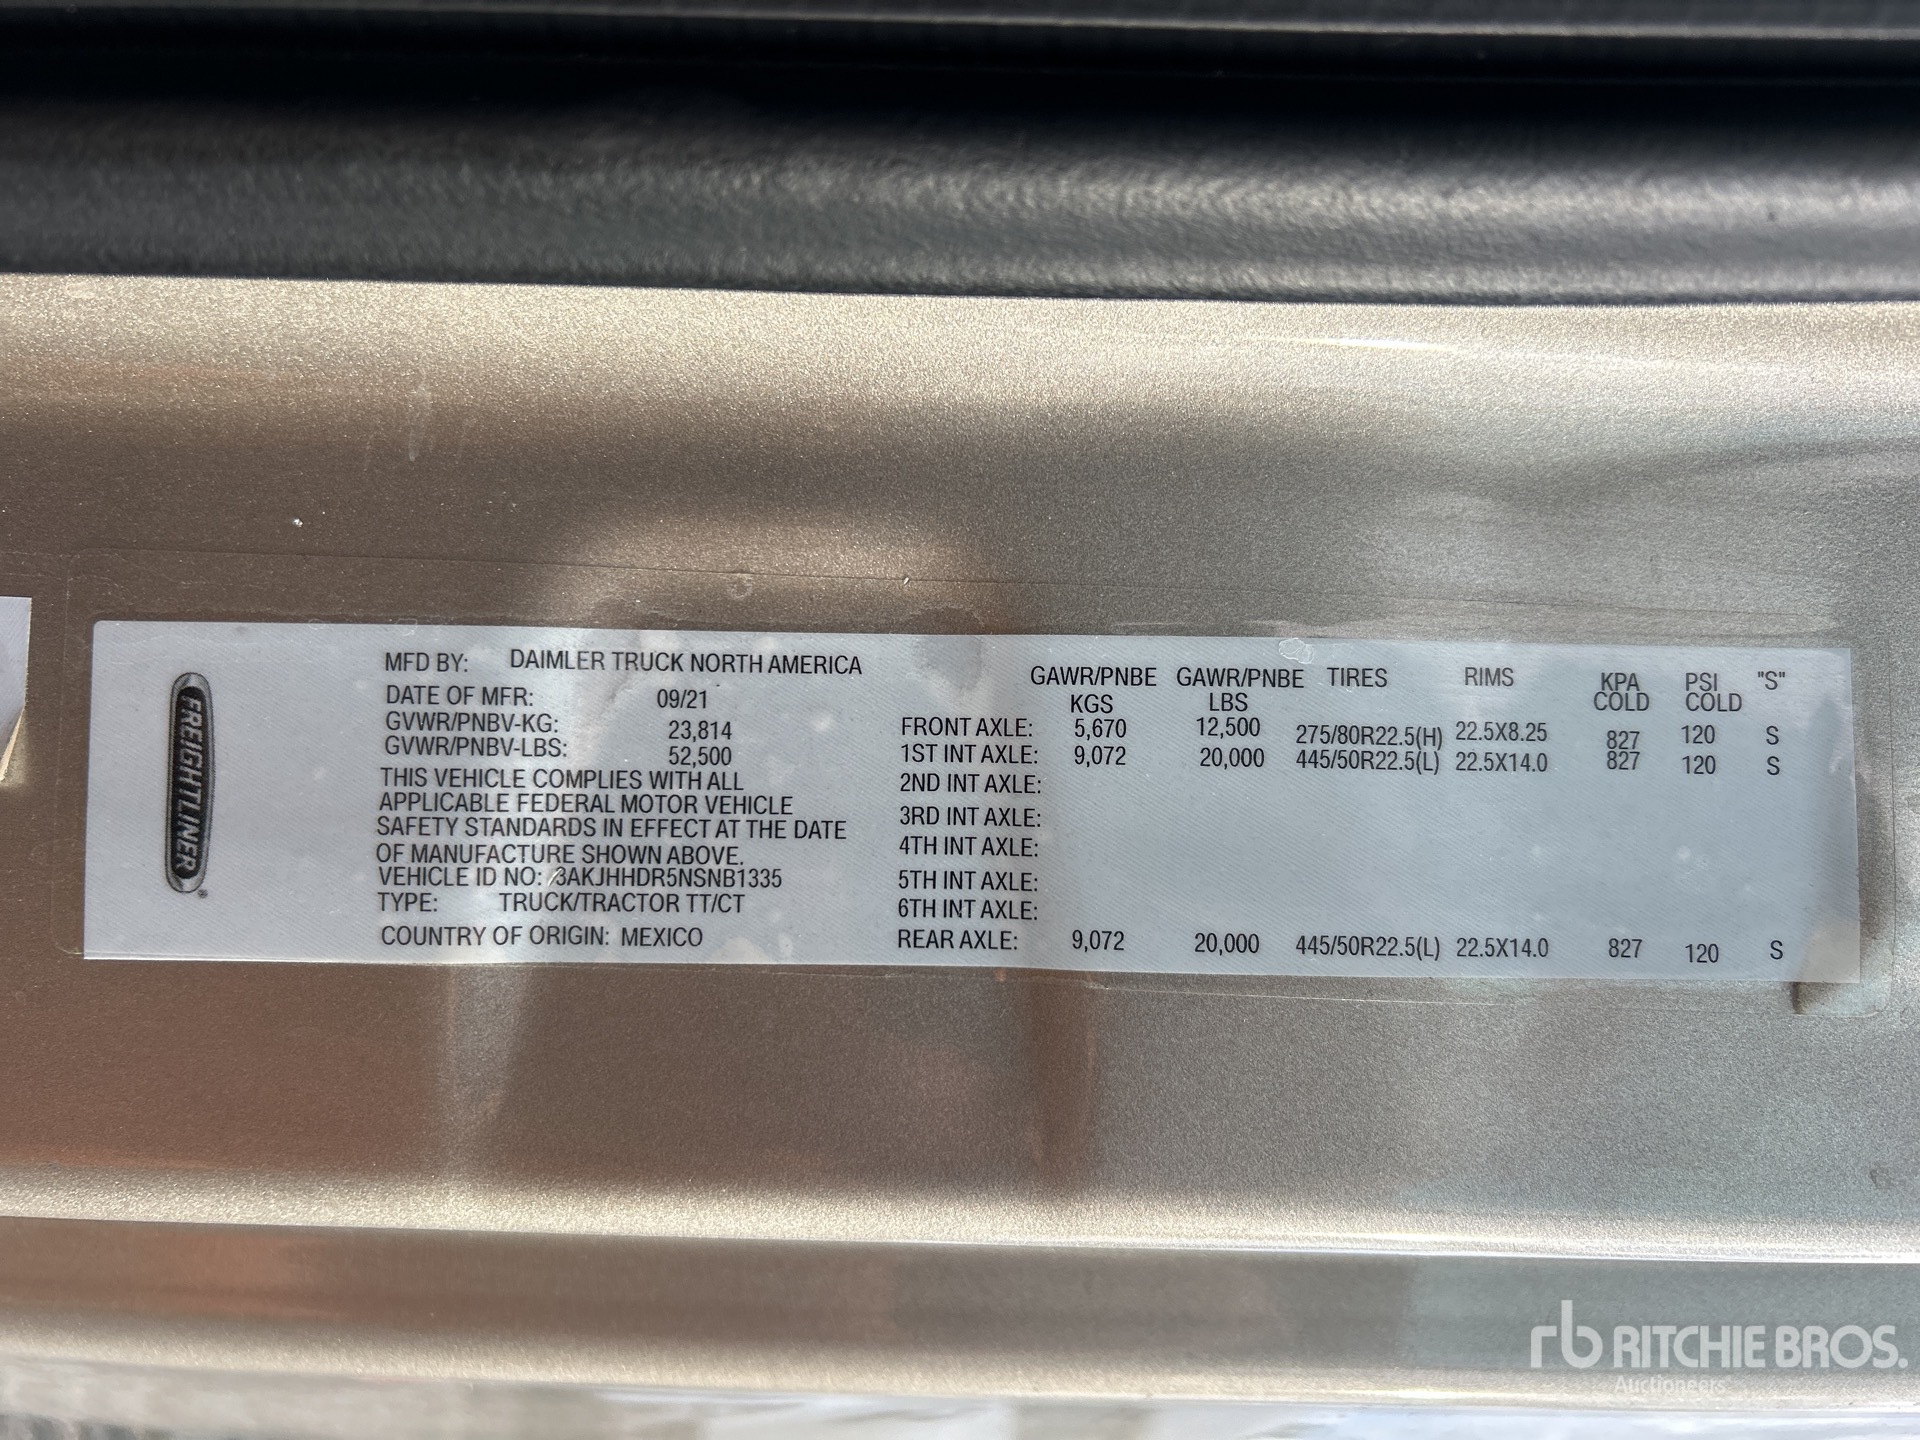 FREIGHTLINER®
MFD BY: DAIMLER TRUCK NORTH AMERICA
DATE OF MFR: 09/21
GVWR/PNBV-KG: 23,814
GVWR/PNBV-LBS: 52,500
THIS VEHICLE COMPLIES WITH ALL
APPLICABLE FEDERAL MOTOR VEHICLE
SAFETY STANDARDS IN EFFECT AT THE DATE
OF MANUFACTURE SHOWN ABOVE.
VEHICLE ID NO: 3AKJHHDR5NSNB1335
TYPE: TRUCK/TRACTOR TT/CT
COUNTRY OF ORIGIN: MEXICO
GAWR/PNBE GAWR/PNBE TIRES RIMS KPA PSI "S"
KGS LBS COLD COLD
FRONT AXLE: 5,670 12,500 275/80R22.5(H) 22.5X8.25 827 120 S
1ST INT AXLE: 9,072 20,000 445/50R22.5(L) 22.5X14.0 827 120 S
2ND INT AXLE:
3RD INT AXLE:
4TH INT AXLE:
5TH INT AXLE:
6TH INT AXLE:
REAR AXLE: 9,072 20,000 445/50R22.5(L) 22.5X14.0 827 120 S
rb RITCHIE BROS.
Auctioneers